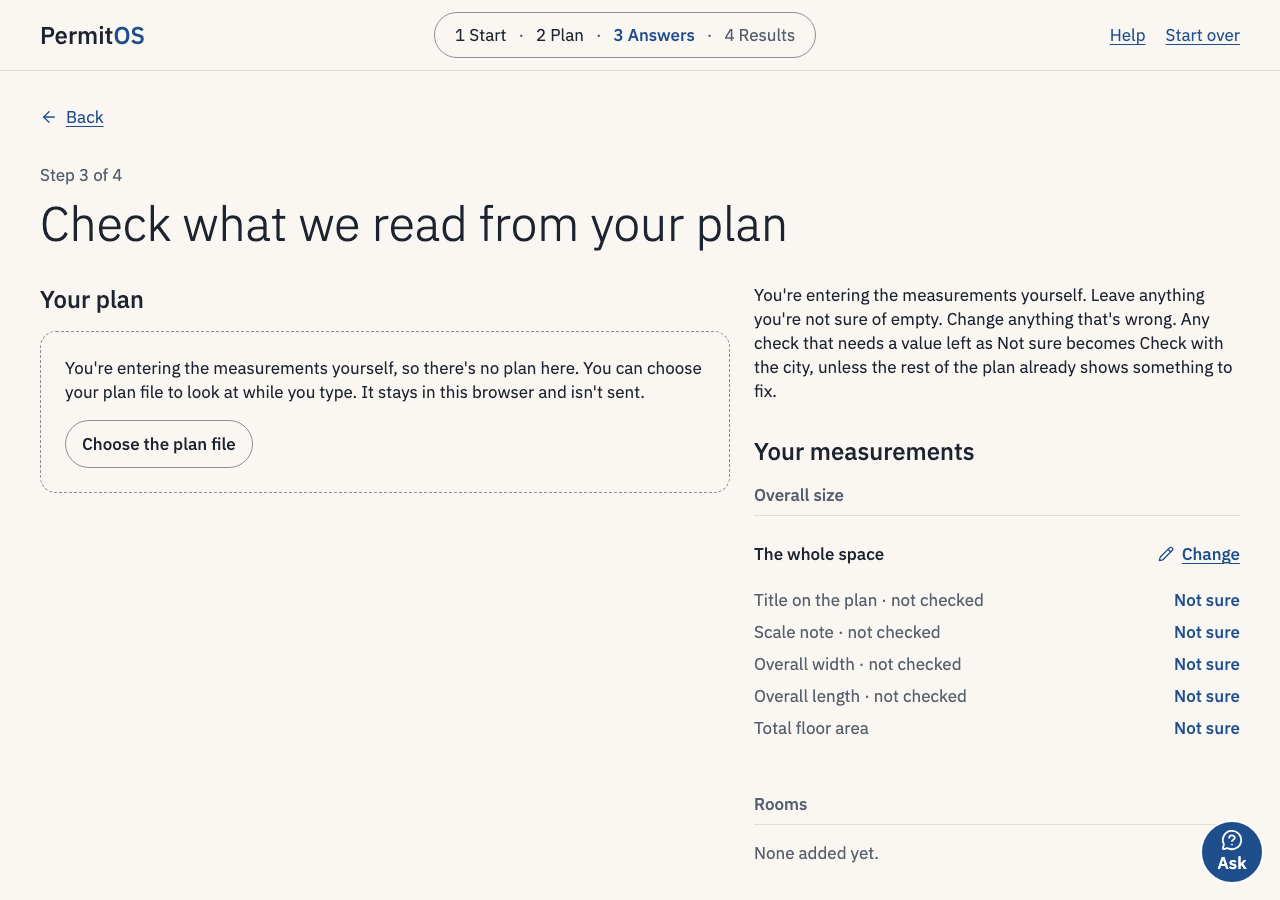 PermitOS
1 Start · 2 Plan · 3 Answers · 4 Results
Help
Start over
Back
Step 3 of 4
Check what we read from your plan
Your plan
You're entering the measurements yourself, so there's no plan here. You can choose
your plan file to look at while you type. It stays in this browser and isn't sent.
Choose the plan file
You're entering the measurements yourself. Leave anything
you're not sure of empty. Change anything that's wrong. Any
check that needs a value left as Not sure becomes Check with
the city, unless the rest of the plan already shows something to
fix.
Your measurements
Overall size
The whole space
Change
Title on the plan · not checked
Not sure
Scale note · not checked
Not sure
Overall width · not checked
Not sure
Overall length · not checked
Not sure
Total floor area
Not sure
Rooms
None added yet.
Ask